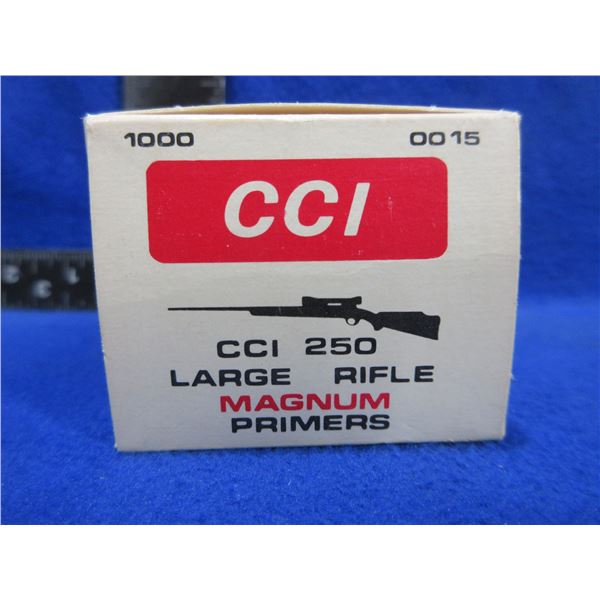 1000 0015
CCI
CCI 250
LARGE RIFLE
MAGNUM
PRIMERS